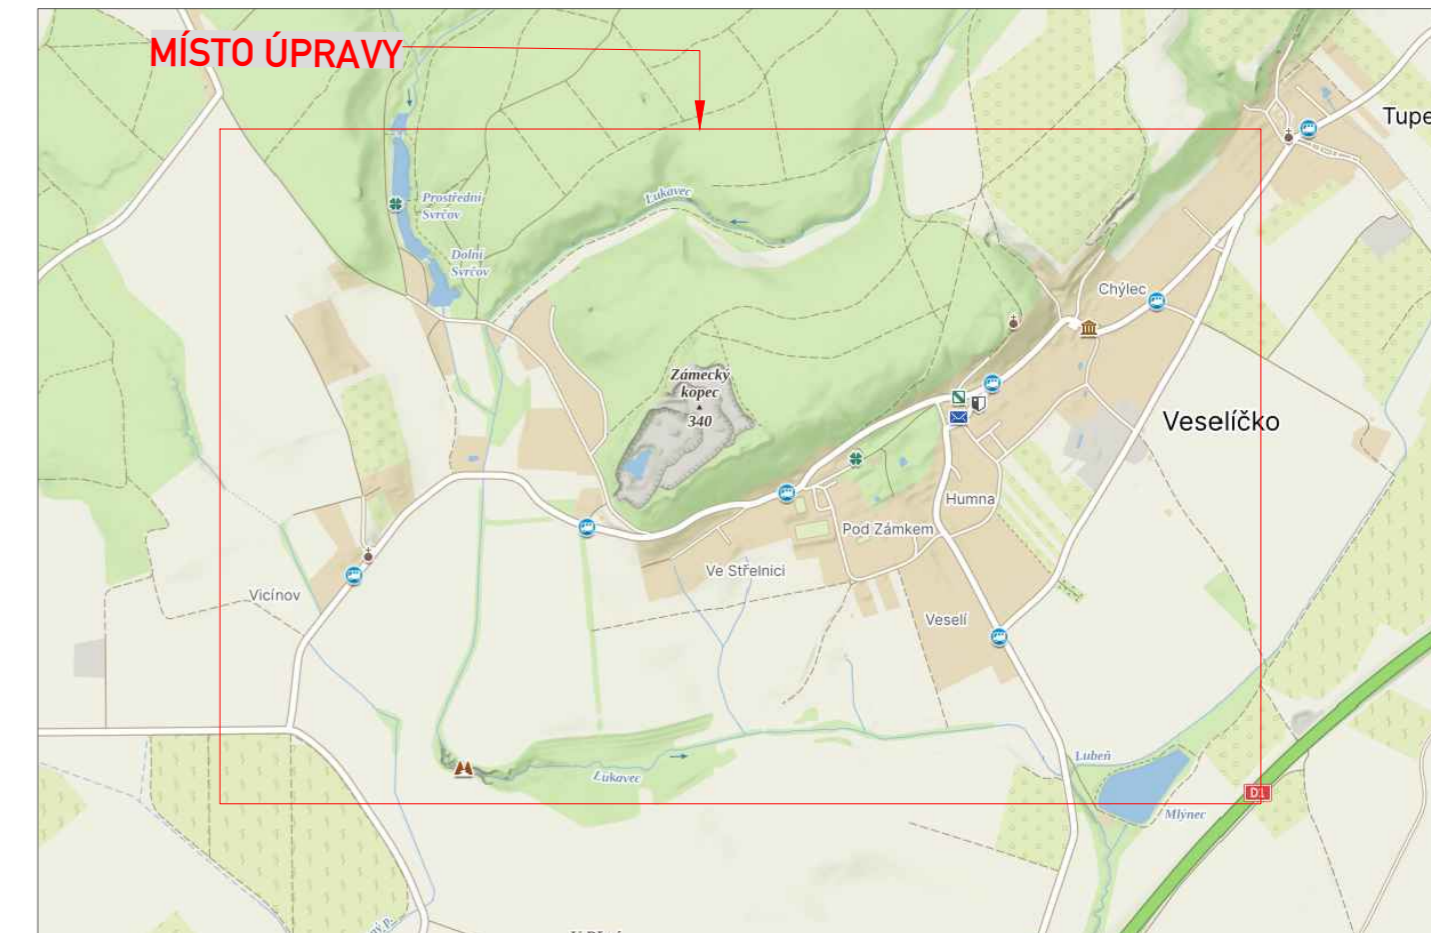 MÍSTO ÚPRAVY
Tupe
Prostřední
Svrčov
Lukavec
Dolní
Svrčov
Chýlec
Zámecký
kopec
340
Veselíčko
Humna
Pod Zámkem
Ve Střelnici
Vicínov
Veselí
Lubeň
Lukavec
D1
Mlýnec